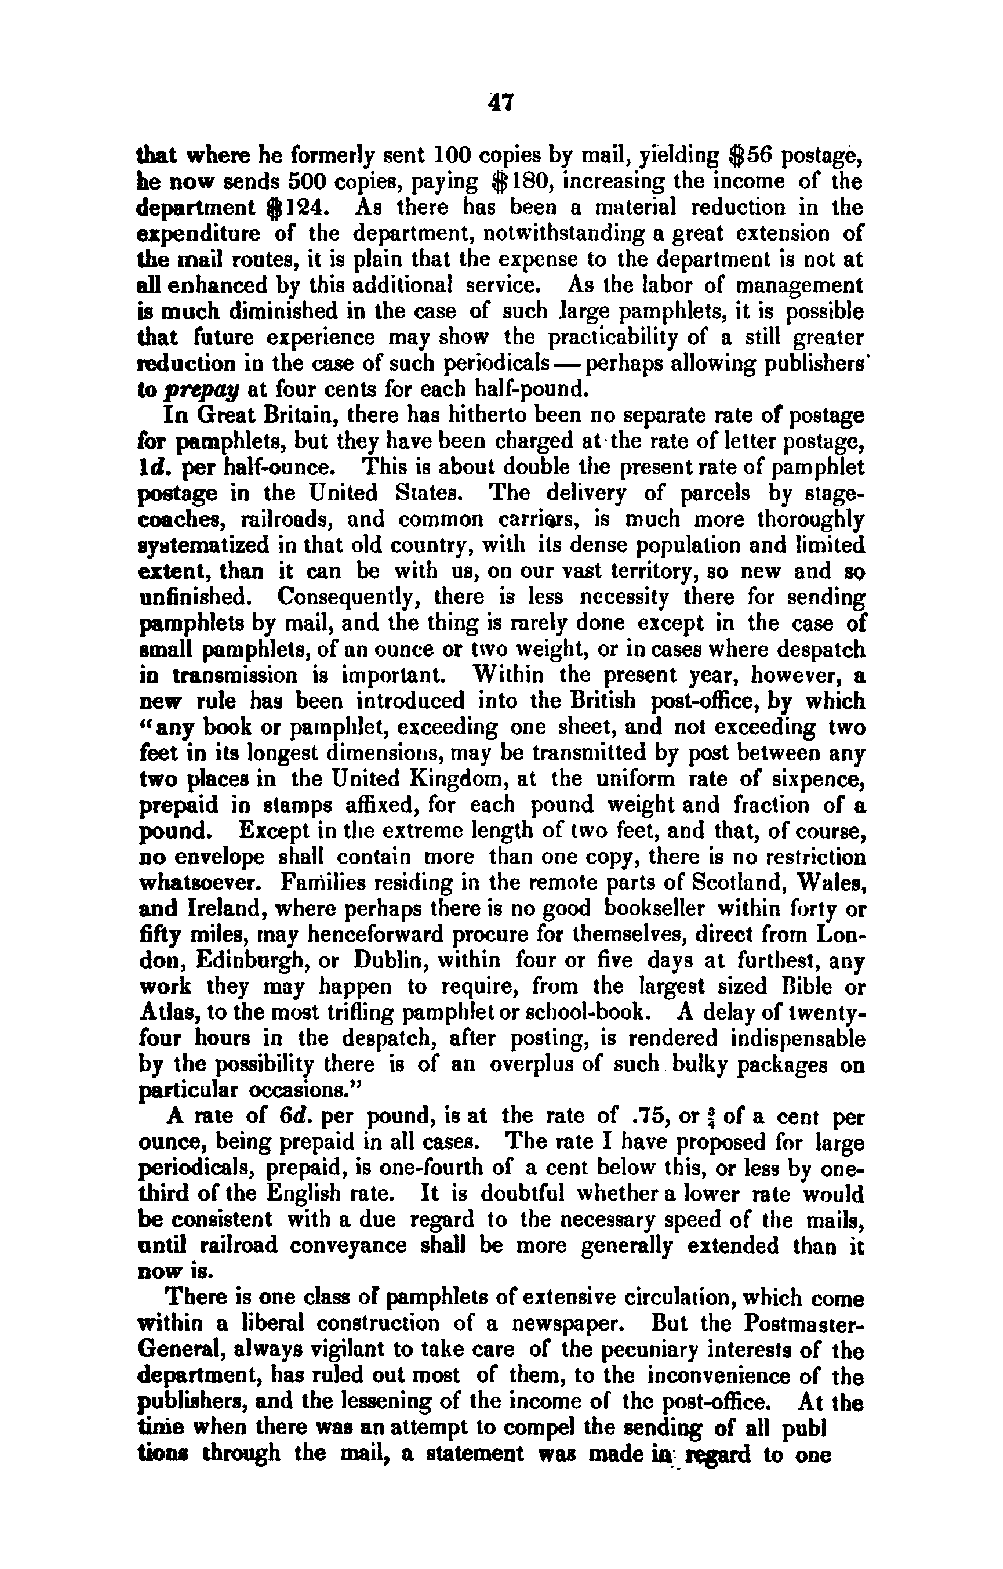 47
that where he formerly sent 100 copies by mail, yielding $56 postage,
he now sends 500 copies, paying $180, increasing the income of the
department $124. As there has been a material reduction in the
expenditure of the department, notwithstanding a great extension of
the mail routes, it is plain that the expense to the department is not at
all enhanced by this additional service. As the labor of management
is much diminished in the case of such large pamphlets, it is possible
that future experience may show the practicability of a still greater
reduction in the case of such periodicals — perhaps allowing publishers'
to prepay at four cents for each half-pound.
In Great Britain, there has hitherto been no separate rate of postage
for pamphlets, but they have been charged at the rate of letter postage,
1d. per half-ounce. This is about double the present rate of pamphlet
postage in the United States. The delivery of parcels by stage-
coaches, railroads, and common carriers, is much more thoroughly
systematized in that old country, with its dense population and limited
extent, than it can be with us, on our vast territory, so new and so
unfinished. Consequently, there is less necessity there for sending
pamphlets by mail, and the thing is rarely done except in the case of
small pamphlets, of an ounce or two weight, or in cases where despatch
in transmission is important. Within the present year, however, a
new rule has been introduced into the British post-office, by which
"any book or pamphlet, exceeding one sheet, and not exceeding two
feet in its longest dimensions, may be transmitted by post between any
two places in the United Kingdom, at the uniform rate of sixpence,
prepaid in stamps affixed, for each pound weight and fraction of a
pound. Except in the extreme length of two feet, and that, of course,
no envelope shall contain more than one copy, there is no restriction
whatsoever. Families residing in the remote parts of Scotland, Wales,
and Ireland, where perhaps there is no good bookseller within forty or
fifty miles, may henceforward procure for themselves, direct from Lon-
don, Edinburgh, or Dublin, within four or five days at furthest, any
work they may happen to require, from the largest sized Bible or
Atlas, to the most trifling pamphlet or school-book. A delay of twenty-
four hours in the despatch, after posting, is rendered indispensable
by the possibility there is of an overplus of such bulky packages on
particular occasions."
A rate of 6d. per pound, is at the rate of .75, or ¾ of a cent per
ounce, being prepaid in all cases. The rate I have proposed for large
periodicals, prepaid, is one-fourth of a cent below this, or less by one-
third of the English rate. It is doubtful whether a lower rate would
be consistent with a due regard to the necessary speed of the mails,
until railroad conveyance shall be more generally extended than it
now is.
There is one class of pamphlets of extensive circulation, which come
within a liberal construction of a newspaper. But the Postmaster-
General, always vigilant to take care of the pecuniary interests of the
department, has ruled out most of them, to the inconvenience of the
publishers, and the lessening of the income of the post-office. At the
time when there was an attempt to compel the sending of all publ
tions through the mail, a statement was made in regard to one